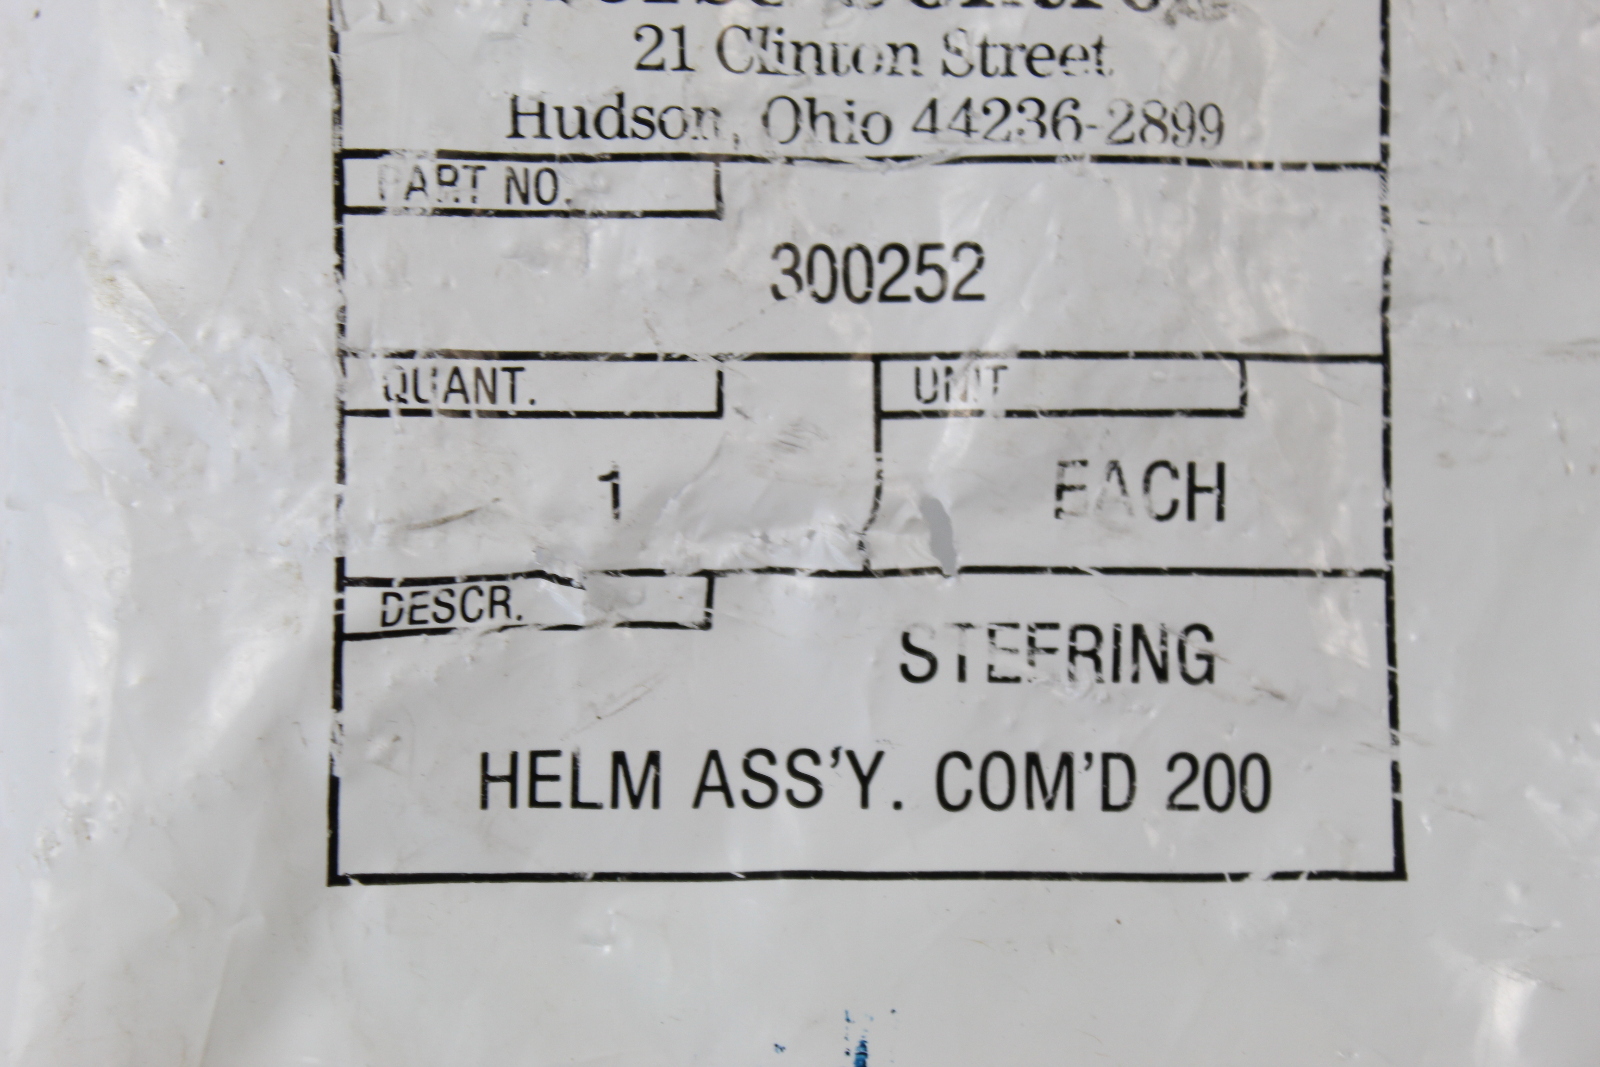 21 Clinton Street
Hudson, Ohio 44236-2899
PART NO.
300252
QUANT.
UNIT
1
EACH
DESCR.
STEERING
HELM ASS'Y. COM'D 200